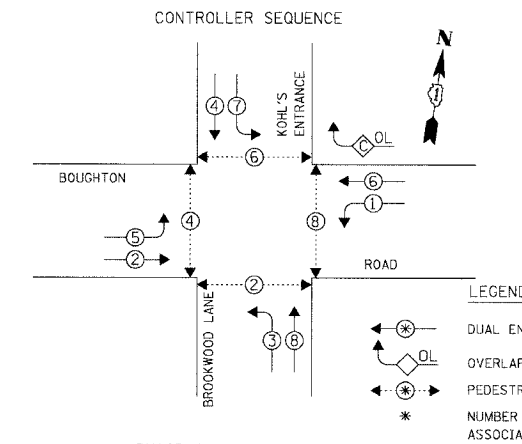 CONTROLLER SEQUENCE
N
1
4 7
KOHL'S
ENTRANCE
C OL
6
BOUGHTON
6
1
4
8
5
2
ROAD
2
BROOKWOOD LANE
3 8
LEGEND
* DUAL EN
OL
OVERLAP
* PEDESTR
* NUMBER
ASSOCIA